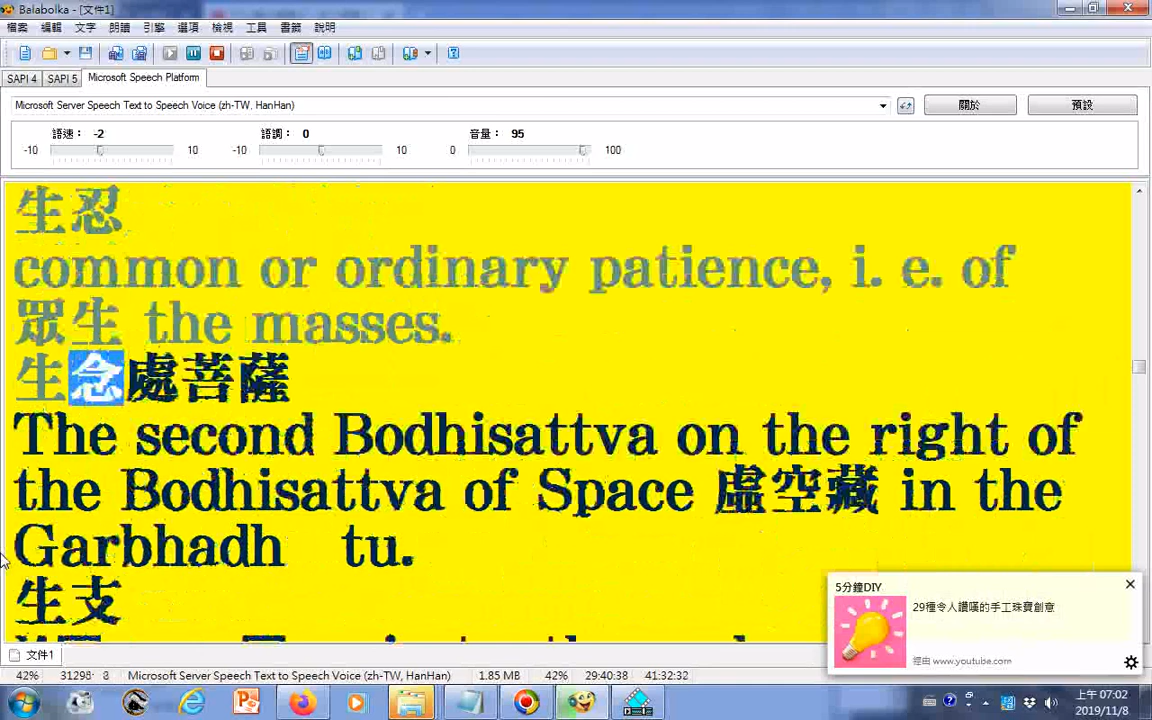 Balabolka - [文件1]
檔案 編輯 文字 朗讀 引擎 選項 檢視 工具 書籤 說明
SAPI 4 SAPI 5 Microsoft Speech Platform
Microsoft Server Speech Text to Speech Voice (zh-TW, HanHan) 關於 預設
語速： -2 語調： 0 音量： 95
-10 10 -10 10 0 100
生忍
common or ordinary patience, i. e. of
眾生 the masses.
生念處菩薩
The second Bodhisattva on the right of
the Bodhisattva of Space 虛空藏 in the
Garbhadh tu.
生支
5分鐘DIY
29種令人讚嘆的手工珠寶創意
經由 www.youtube.com
文件1
42% 31298: 8 Microsoft Server Speech Text to Speech Voice (zh-TW, HanHan) 1.85 MB 42% 29:40:38 41:32:32
上午 07:02
2019/11/8